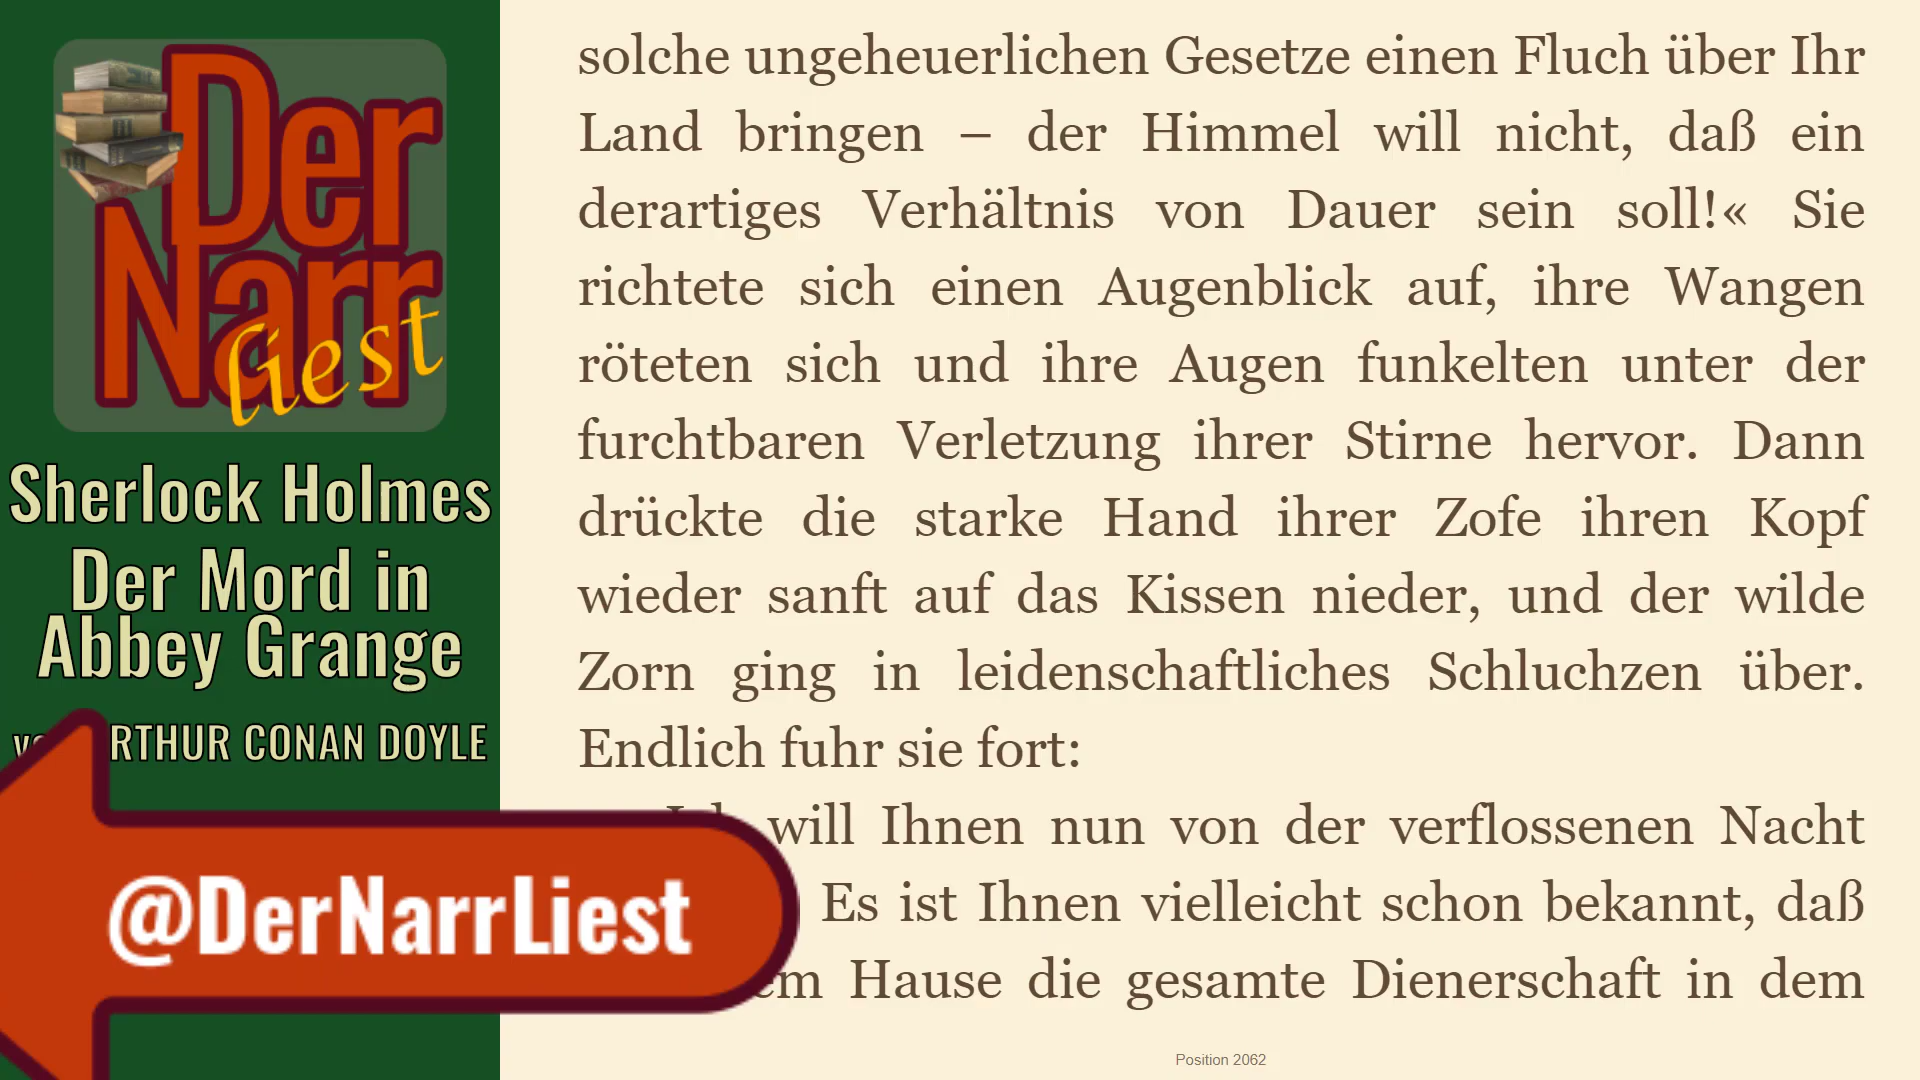 Der
Narr
liest
Sherlock Holmes
Der Mord in
Abbey Grange
RTHUR CONAN DOYLE
@DerNarrLiest
solche ungeheuerlichen Gesetze einen Fluch über Ihr
Land bringen – der Himmel will nicht, daß ein
derartiges Verhältnis von Dauer sein soll!« Sie
richtete sich einen Augenblick auf, ihre Wangen
röteten sich und ihre Augen funkelten unter der
furchtbaren Verletzung ihrer Stirne hervor. Dann
drückte die starke Hand ihrer Zofe ihren Kopf
wieder sanft auf das Kissen nieder, und der wilde
Zorn ging in leidenschaftliches Schluchzen über.
Endlich fuhr sie fort:
will Ihnen nun von der verflossenen Nacht
Es ist Ihnen vielleicht schon bekannt, daß
Hause die gesamte Dienerschaft in dem
Position 2062